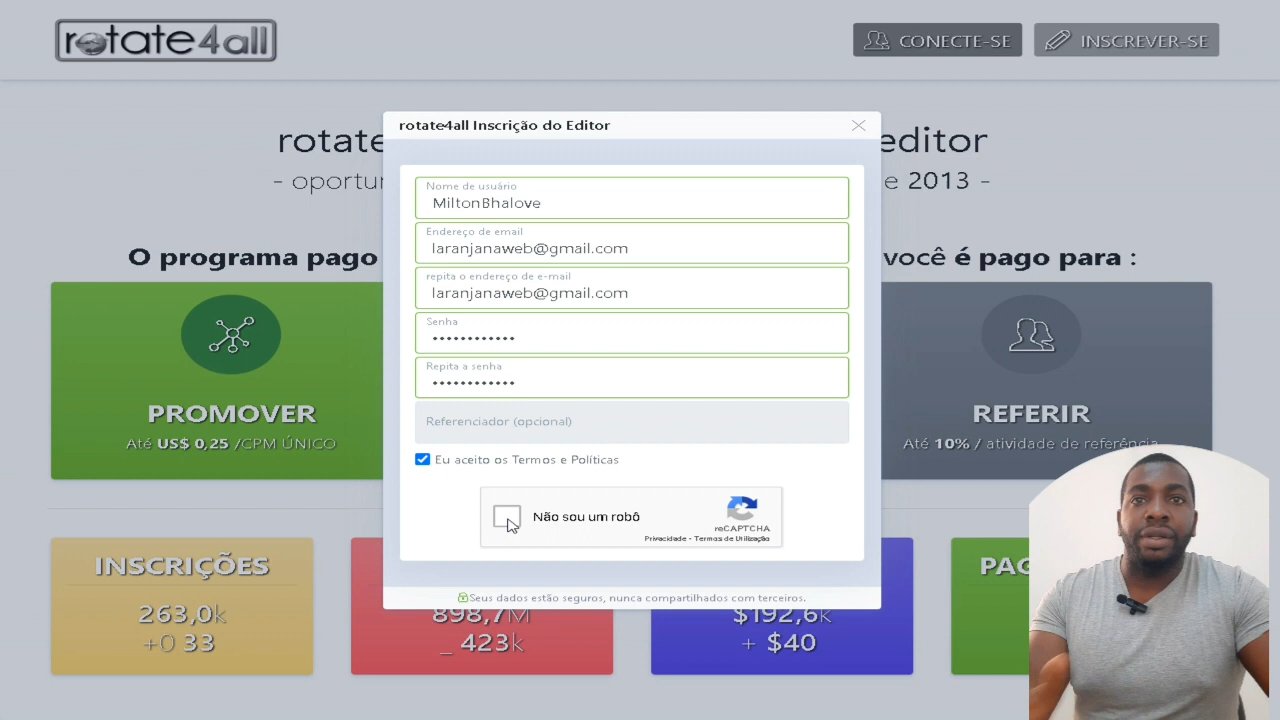 rotate4all
CONECTE-SE
INSCREVER-SE
rotate
editor
- oportun
e 2013 -
O programa pago
você é pago para :
rotate4all Inscrição do Editor
Nome de usuário
MiltonBhalove
Endereço de email
laranjanaweb@gmail.com
repita o endereço de e-mail
laranjanaweb@gmail.com
Senha
••••••••••••
Repita a senha
••••••••••••
Referenciador (opcional)
Eu aceito os Termos e Políticas
Não sou um robô
reCAPTCHA
Privacidade - Termos de Utilização
Seus dados estão seguros, nunca compartilhados com terceiros.
PROMOVER
Até US$ 0,25 /CPM ÚNICO
REFERIR
Até 10% / atividade de referência
INSCRIÇÕES
263,0k
+0 33
898,7M
_ 423k
$192,6k
+ $40